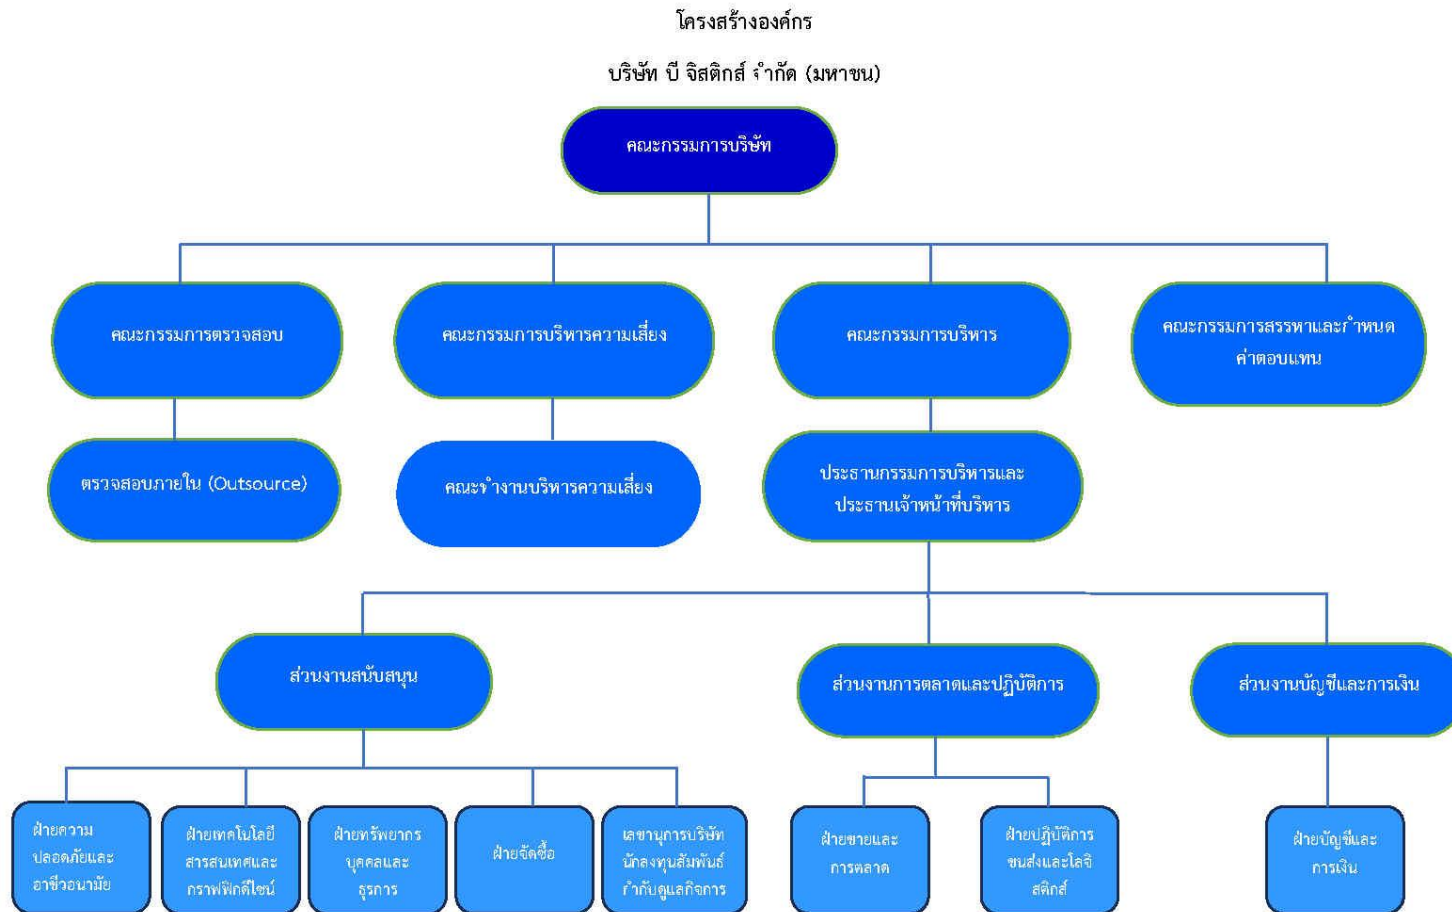 โครงสร้างองค์กร
บริษัท บี จิสติกส์ จำกัด (มหาชน)
คณะกรรมการบริษัท
คณะกรรมการตรวจสอบ
คณะกรรมการบริหารความเสี่ยง
คณะกรรมการบริหาร
คณะกรรมการสรรหาและกำหนด
ค่าตอบแทน
ตรวจสอบภายใน (Outsource)
คณะทำงานบริหารความเสี่ยง
ประธานกรรมการบริหารและ
ประธานเจ้าหน้าที่บริหาร
ส่วนงานสนับสนุน
ส่วนงานการตลาดและปฏิบัติการ
ส่วนงานบัญชีและการเงิน
ฝ่ายความ
ปลอดภัยและ
อาชีวอนามัย
ฝ่ายเทคโนโลยี
สารสนเทศและ
กราฟฟิกดีไซน์
ฝ่ายทรัพยากร
บุคคลและ
ธุรการ
ฝ่ายจัดซื้อ
เลขานุการบริษัท
นักลงทุนสัมพันธ์
กำกับดูแลกิจการ
ฝ่ายขายและ
การตลาด
ฝ่ายปฏิบัติการ
ขนส่งและโลจิ
สติกส์
ฝ่ายบัญชีและ
การเงิน